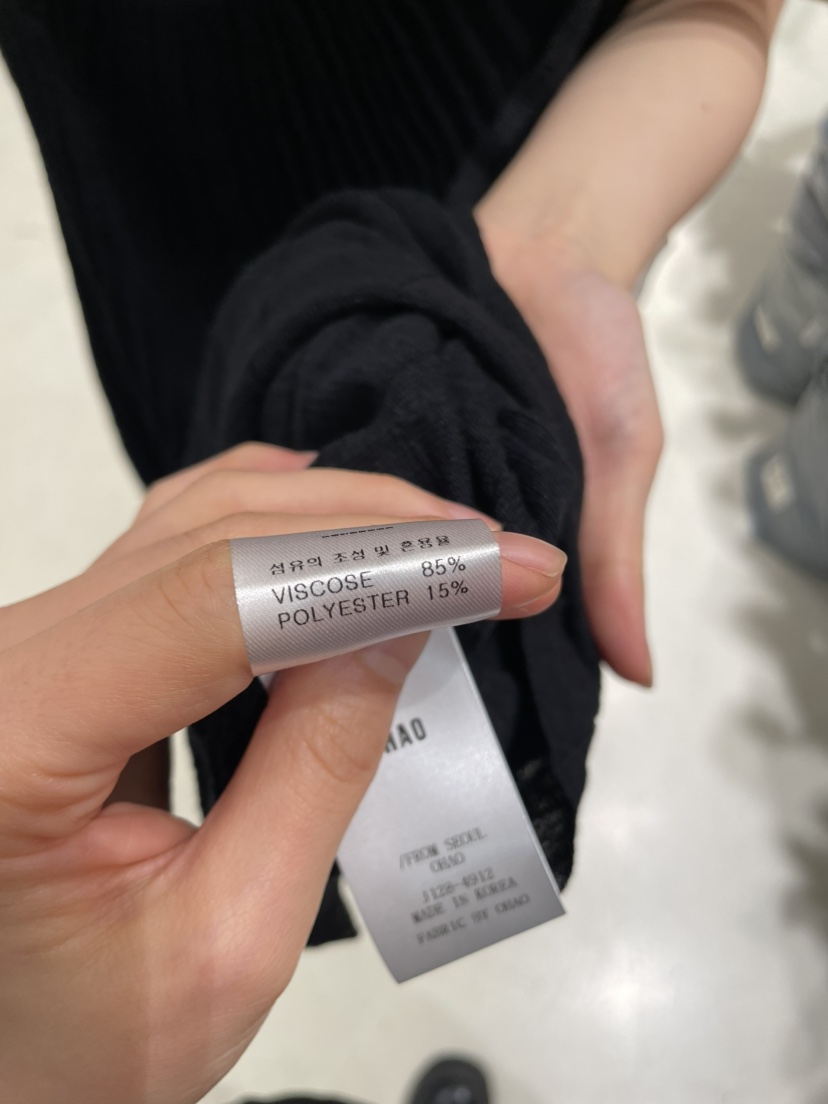 섬유의 조성 및 혼용율
VISCOSE 85%
POLYESTER 15%
HAO
/FROM SEOUL
OHAO
J128-4912
MADE IN KOREA
FABRIC BY OHAO